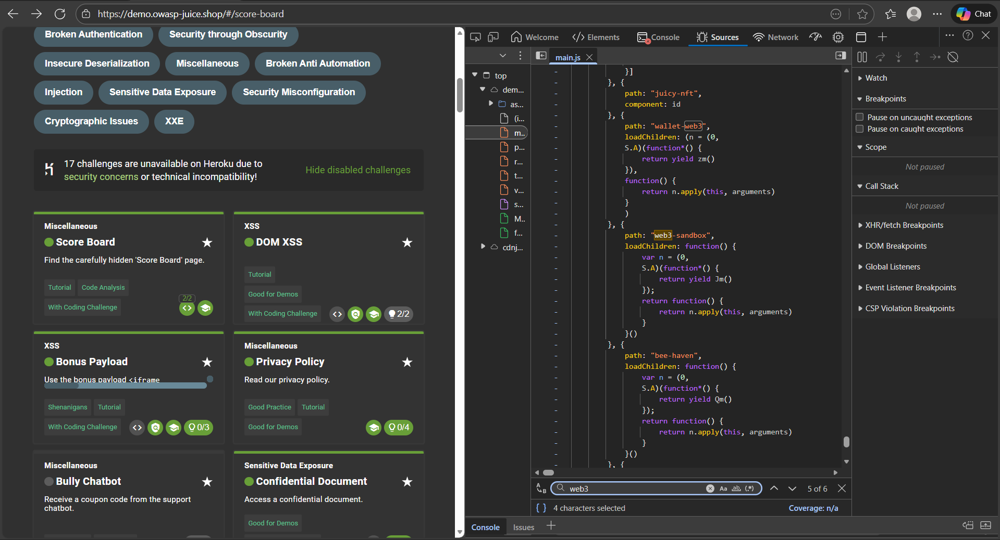 https://demo.owasp-juice.shop/#/score-board
Chat
Broken Authentication
Security through Obscurity
Insecure Deserialization
Miscellaneous
Broken Anti Automation
Injection
Sensitive Data Exposure
Security Misconfiguration
Cryptographic Issues
XXE
17 challenges are unavailable on Heroku due to
security concerns or technical incompatibility!
Hide disabled challenges
Miscellaneous
Score Board
Find the carefully hidden 'Score Board' page.
Tutorial
Code Analysis
With Coding Challenge
2/2
XSS
DOM XSS
Tutorial
Good for Demos
With Coding Challenge
2/2
XSS
Bonus Payload
Use the bonus payload <iframe
Shenanigans
Tutorial
With Coding Challenge
0/3
Miscellaneous
Privacy Policy
Read our privacy policy.
Good Practice
Tutorial
Good for Demos
0/4
Miscellaneous
Bully Chatbot
Receive a coupon code from the support
chatbot.
Sensitive Data Exposure
Confidential Document
Access a confidential document.
Good for Demos
Welcome
Elements
Console
Sources
Network
main.js
top
dem...
as...
(i...
m..
p...
r...
t...
v...
s...
M..
f...
cdnj...
}]
}, {
path: "juicy-nft",
component: id
}, {
path: "wallet-web3",
loadChildren: (n = (0,
S.A)(function*() {
return yield zm()
}),
function() {
return n.apply(this, arguments)
}
)
}, {
path: "web3-sandbox",
loadChildren: function() {
var n = (0,
S.A)(function*() {
return yield Jm()
});
return function() {
return n.apply(this, arguments)
}
}()
}, {
path: "bee-haven",
loadChildren: function() {
var n = (0,
S.A)(function*() {
return yield Qm()
});
return function() {
return n.apply(this, arguments)
}
}()
}, {
A
B
web3
Aa
ab
(.*)
5 of 6
{ }
4 characters selected
Coverage: n/a
Watch
Breakpoints
Pause on uncaught exceptions
Pause on caught exceptions
Scope
Not paused
Call Stack
Not paused
XHR/fetch Breakpoints
DOM Breakpoints
Global Listeners
Event Listener Breakpoints
CSP Violation Breakpoints
Console
Issues